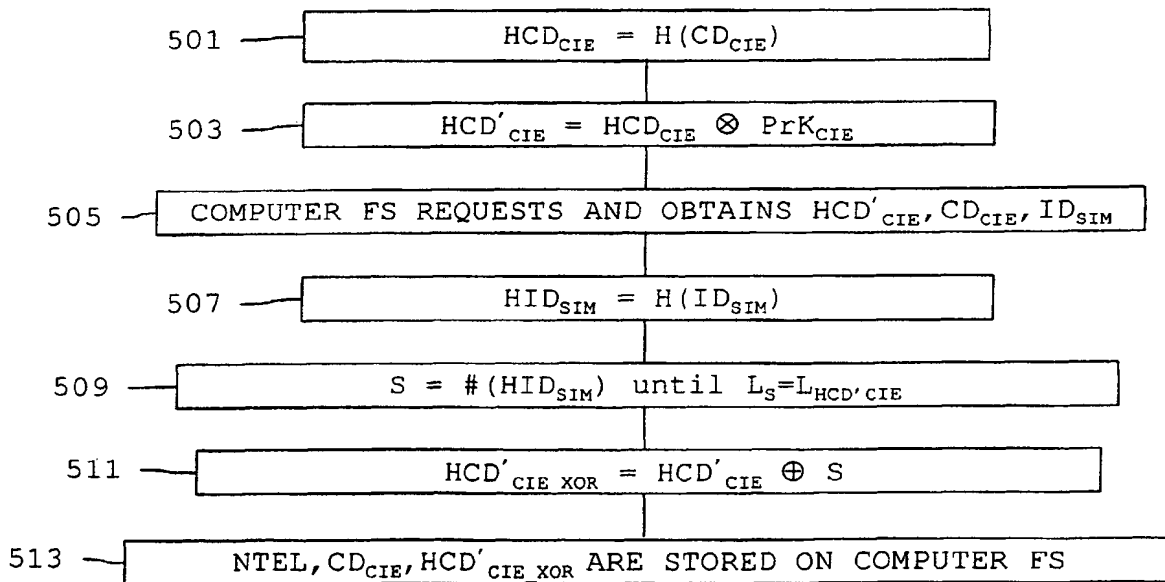 501 HCD_CIE = H(CD_CIE)
503 HCD'_CIE = HCD_CIE ⊗ PrK_CIE
505 COMPUTER FS REQUESTS AND OBTAINS HCD'_CIE, CD_CIE, ID_SIM
507 HID_SIM = H(ID_SIM)
509 S = #(HID_SIM) until L_S=L_HCD'CIE
511 HCD'_CIE XOR = HCD'_CIE ⊕ S
513 NTEL, CD_CIE, HCD'_CIE XOR ARE STORED ON COMPUTER FS